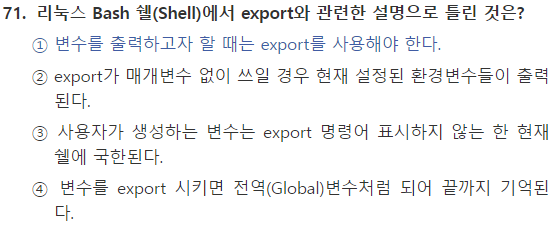 71. 리눅스 Bash 쉘(Shell)에서 export와 관련한 설명으로 틀린 것은?
① 변수를 출력하고자 할 때는 export를 사용해야 한다.
② export가 매개변수 없이 쓰일 경우 현재 설정된 환경변수들이 출력
된다.
③ 사용자가 생성하는 변수는 export 명령어 표시하지 않는 한 현재
쉘에 국한된다.
④ 변수를 export 시키면 전역(Global)변수처럼 되어 끝까지 기억된
다.